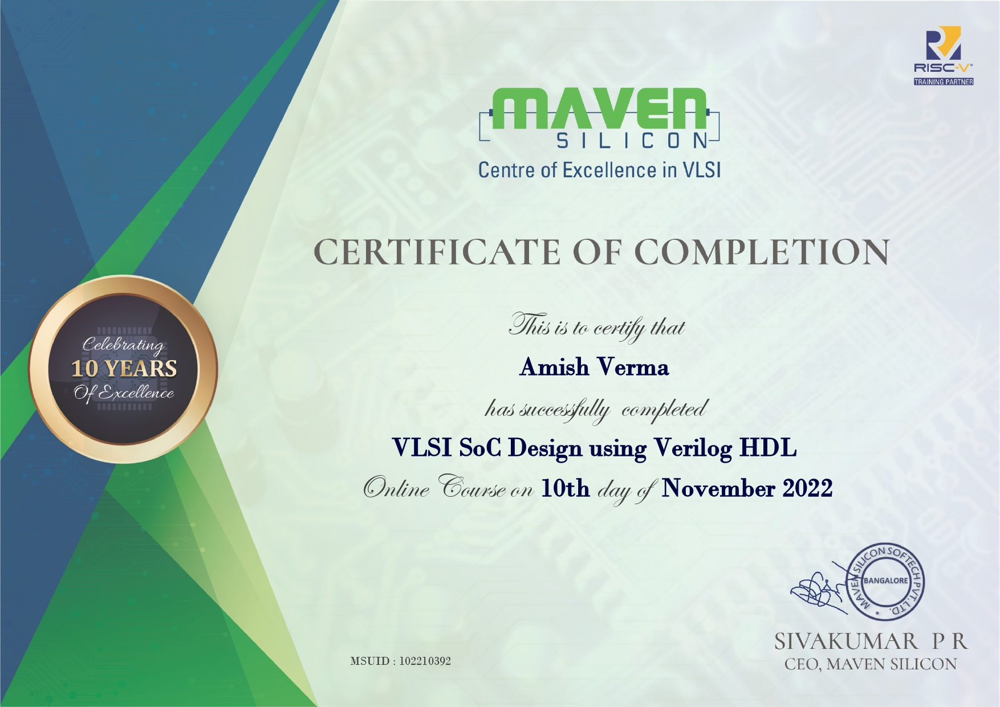 RISC-V®
TRAINING PARTNER
MAVEN
SILICON
Centre of Excellence in VLSI
CERTIFICATE OF COMPLETION
This is to certify that
Amish Verma
has successfully completed
VLSI SoC Design using Verilog HDL
Online Course on 10th day of November 2022
Celebrating
10 YEARS
Of Excellence
MAVEN SILICON SOFTECH PVT. LTD. *
BANGALORE
SIVAKUMAR P R
CEO, MAVEN SILICON
MSUID : 102210392